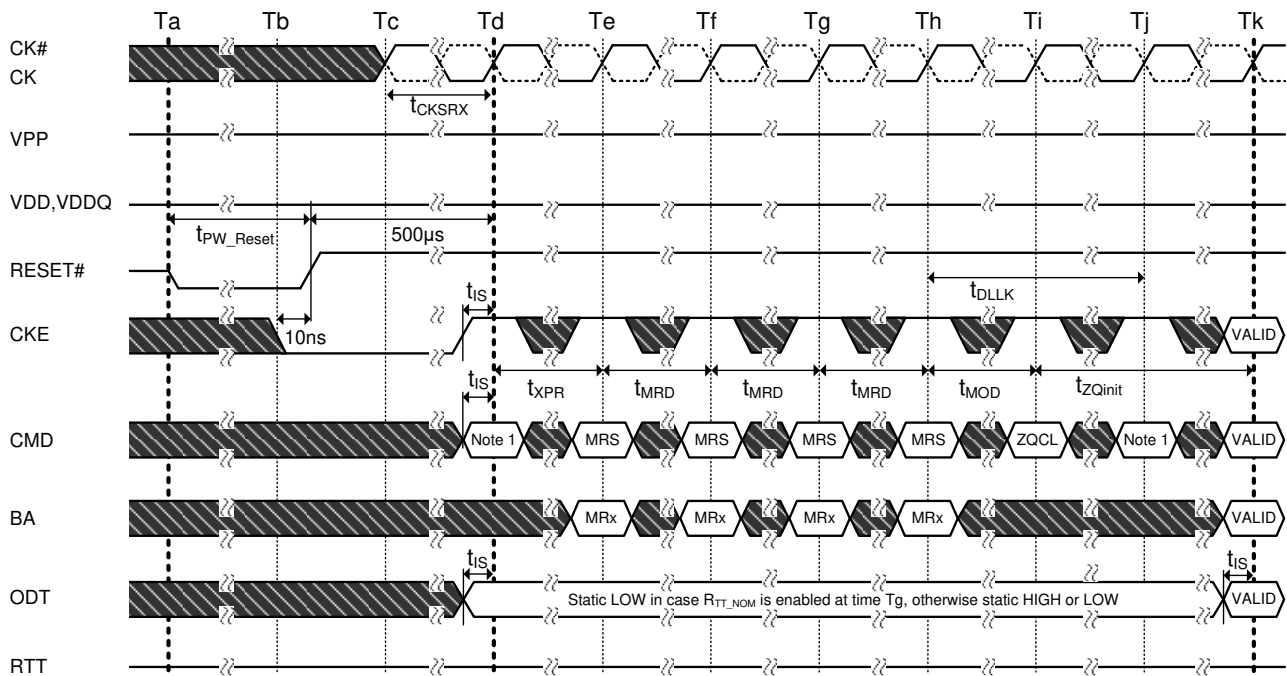 Ta Tb Tc Td Te Tf Tg Th Ti Tj Tk
CK#
CK
tCKSRX
VPP
VDD,VDDQ
tPW_Reset 500µs
RESET#
tIS tDLLK
CKE 10ns VALID
tIS tXPR tMRD tMRD tMRD tMOD tZQinit
CMD Note 1 MRS MRS MRS MRS ZQCL Note 1 VALID
BA MRx MRx MRx MRx VALID
tIS tIS
ODT Static LOW in case RTT_NOM is enabled at time Tg, otherwise static HIGH or LOW VALID
RTT